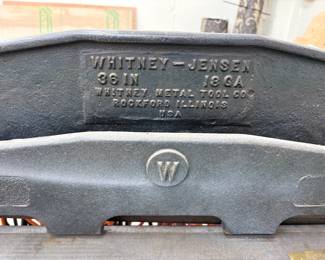 WHITNEY-JENSEN
36 IN 18 GA
WHITNEY METAL TOOL CO
ROCKFORD ILLINOIS
USA
W